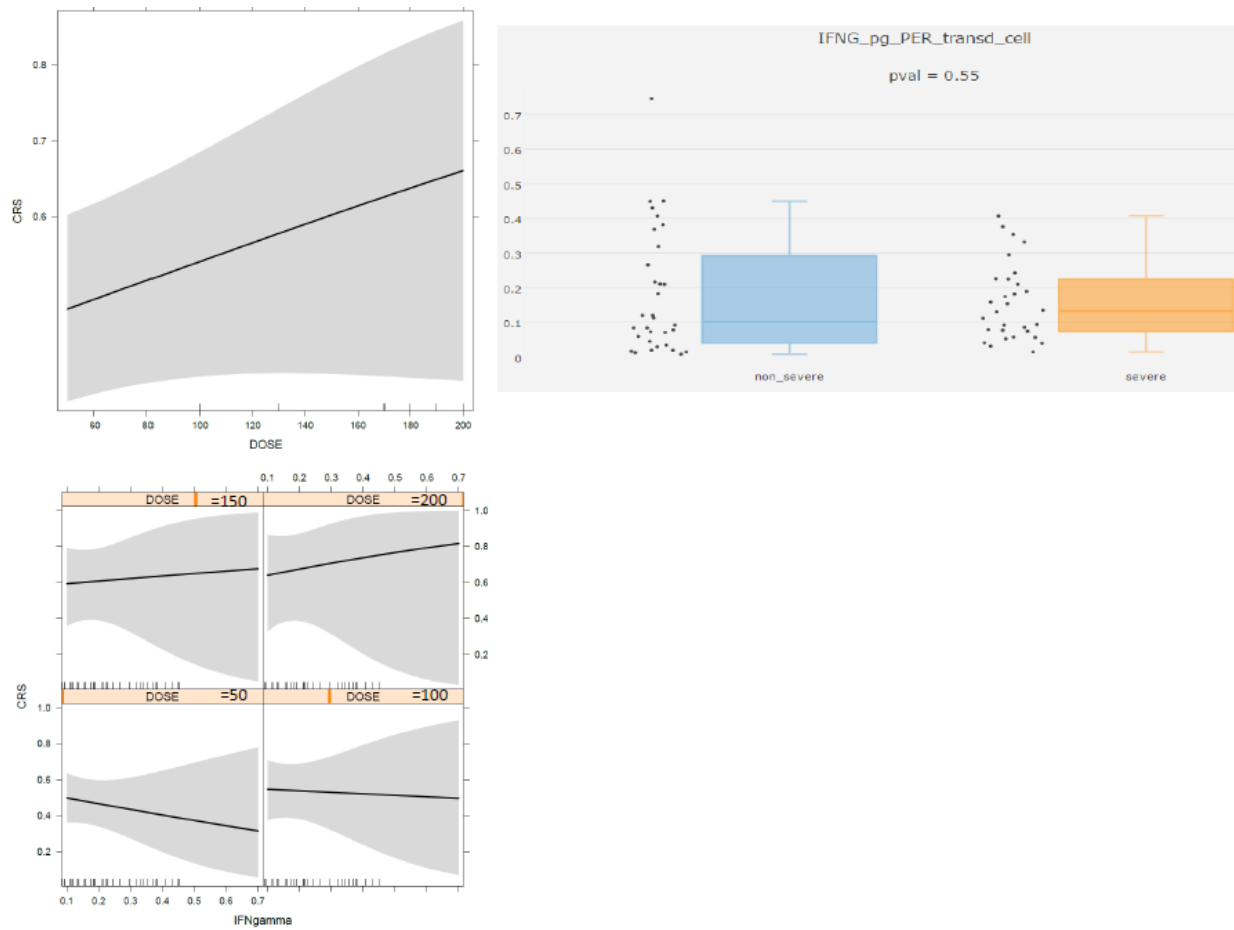 0.8
0.7
0.6
CRS
60 80 100 120 140 160 180 200
DOSE
IFNG_pg_PER_transd_cell
pval = 0.55
0.7
0.6
0.5
0.4
0.3
0.2
0.1
0
non_severe severe
0.1 0.2 0.3 0.4 0.5 0.6 0.7
DOSE =150 DOSE =200
1.0
0.8
0.6
0.4
0.2
DOSE =50 DOSE =100
1.0
0.8
0.6
0.4
0.2
CRS
0.1 0.2 0.3 0.4 0.5 0.6 0.7
IFNgamma